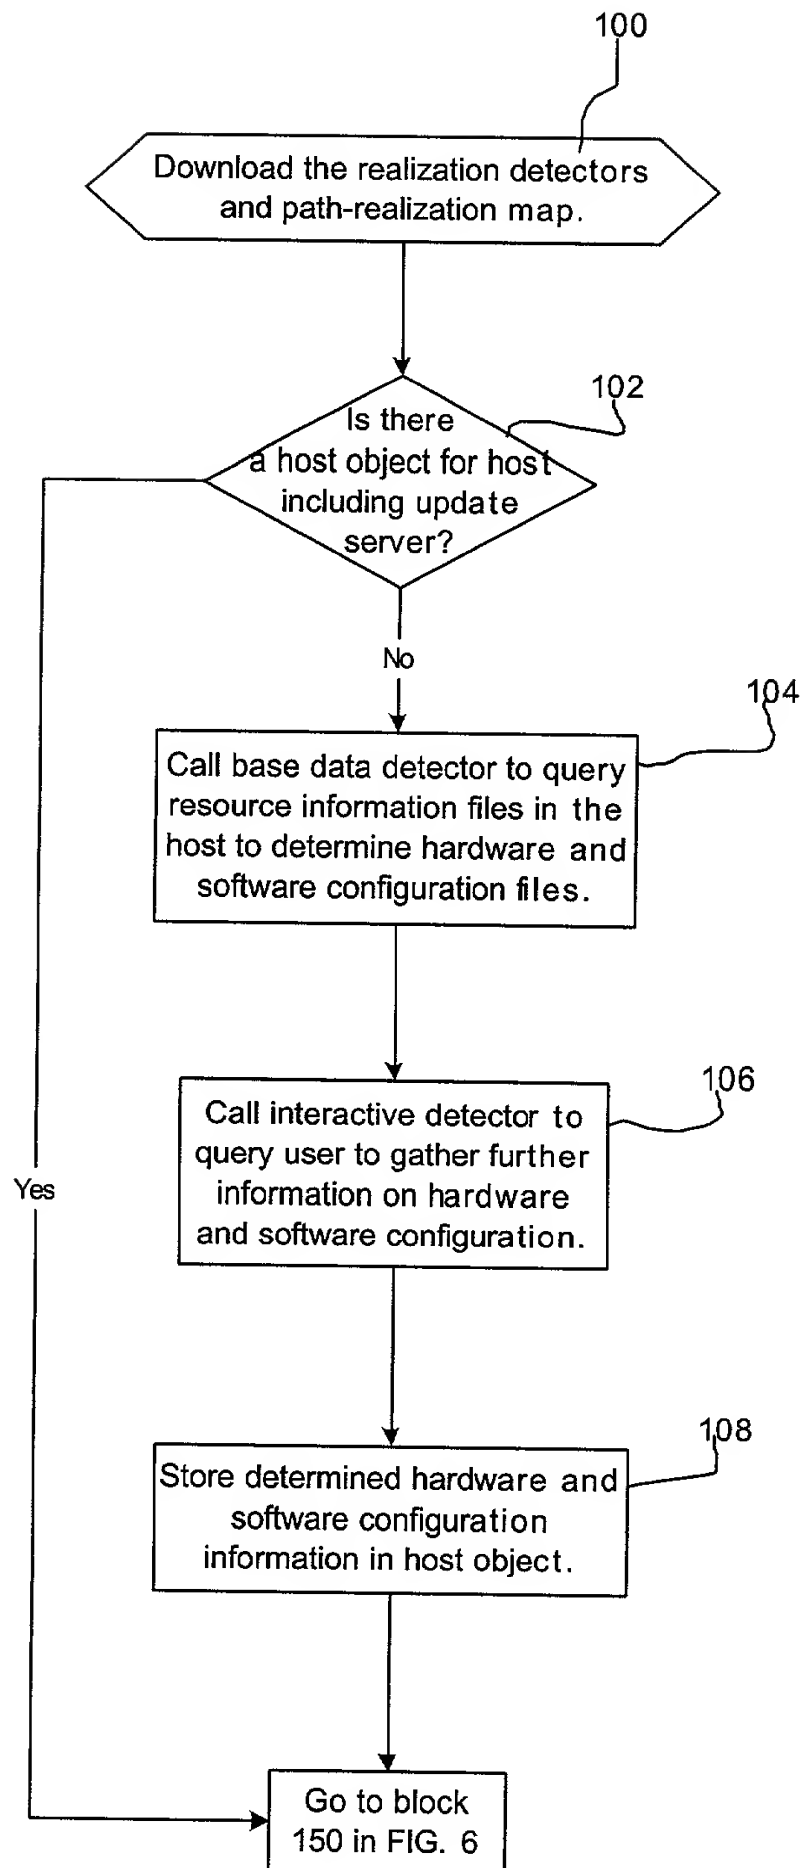 100
Download the realization detectors
and path-realization map.
102
Is there
a host object for host
including update
server?
No
104
Call base data detector to query
resource information files in the
host to determine hardware and
software configuration files.
106
Call interactive detector to
query user to gather further
information on hardware
and software configuration.
Yes
108
Store determined hardware and
software configuration
information in host object.
Go to block
150 in FIG. 6